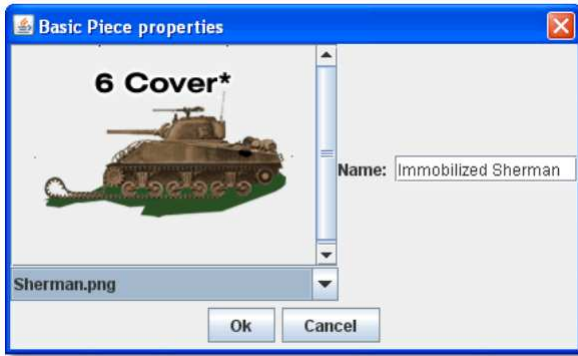 Basic Piece properties
6 Cover*
Name: Immobilized Sherman
Sherman.png
Ok Cancel